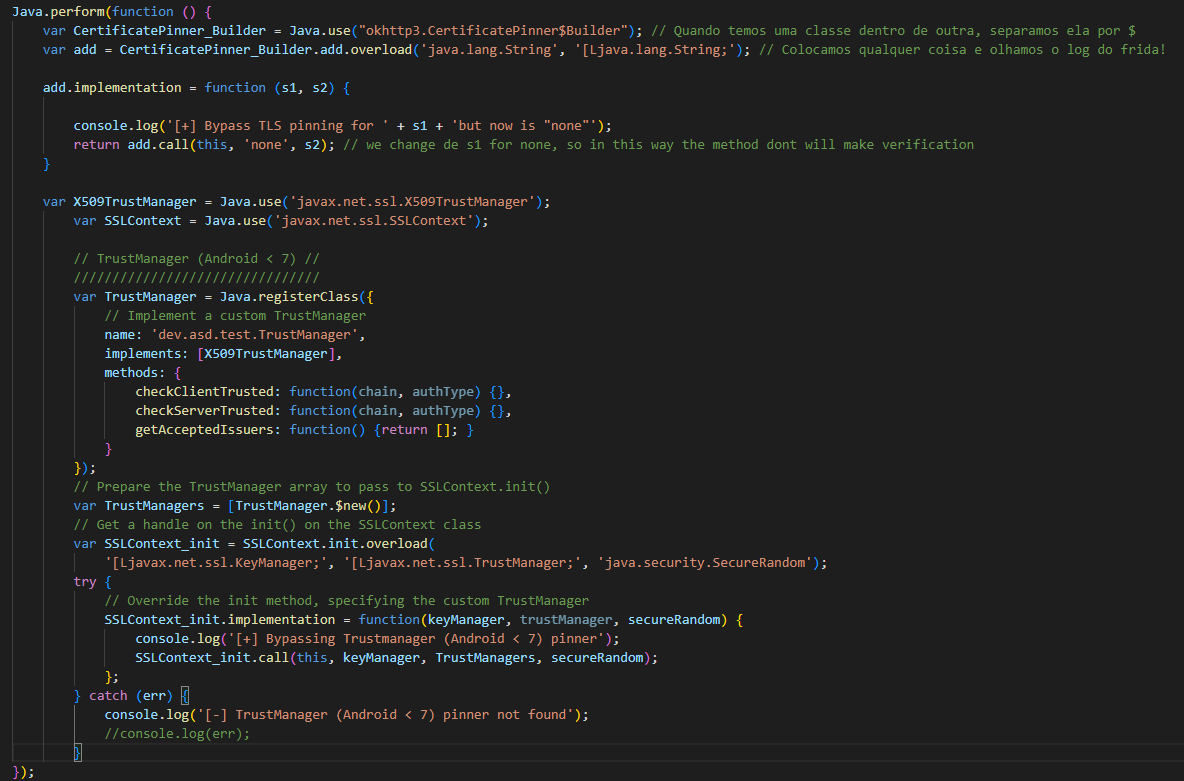 Java.perform(function () {
var CertificatePinner_Builder = Java.use("okhttp3.CertificatePinner$Builder"); // Quando temos uma classe dentro de outra, separamos ela por $
var add = CertificatePinner_Builder.add.overload('java.lang.String', '[Ljava.lang.String;'); // Colocamos qualquer coisa e olhamos o log do frida!
add.implementation = function (s1, s2) {
console.log('[+] Bypass TLS pinning for ' + s1 + 'but now is "none"');
return add.call(this, 'none', s2); // we change de s1 for none, so in this way the method dont will make verification
}
var X509TrustManager = Java.use('javax.net.ssl.X509TrustManager');
var SSLContext = Java.use('javax.net.ssl.SSLContext');
// TrustManager (Android < 7) //
////////////////////////////////
var TrustManager = Java.registerClass({
// Implement a custom TrustManager
name: 'dev.asd.test.TrustManager',
implements: [X509TrustManager],
methods: {
checkClientTrusted: function(chain, authType) {},
checkServerTrusted: function(chain, authType) {},
getAcceptedIssuers: function() {return []; }
}
});
// Prepare the TrustManager array to pass to SSLContext.init()
var TrustManagers = [TrustManager.$new()];
// Get a handle on the init() on the SSLContext class
var SSLContext_init = SSLContext.init.overload(
'[Ljavax.net.ssl.KeyManager;', '[Ljavax.net.ssl.TrustManager;', 'java.security.SecureRandom');
try {
// Override the init method, specifying the custom TrustManager
SSLContext_init.implementation = function(keyManager, trustManager, secureRandom) {
console.log('[+] Bypassing Trustmanager (Android < 7) pinner');
SSLContext_init.call(this, keyManager, TrustManagers, secureRandom);
};
} catch (err) {
console.log('[-] TrustManager (Android < 7) pinner not found');
//console.log(err);
}
});